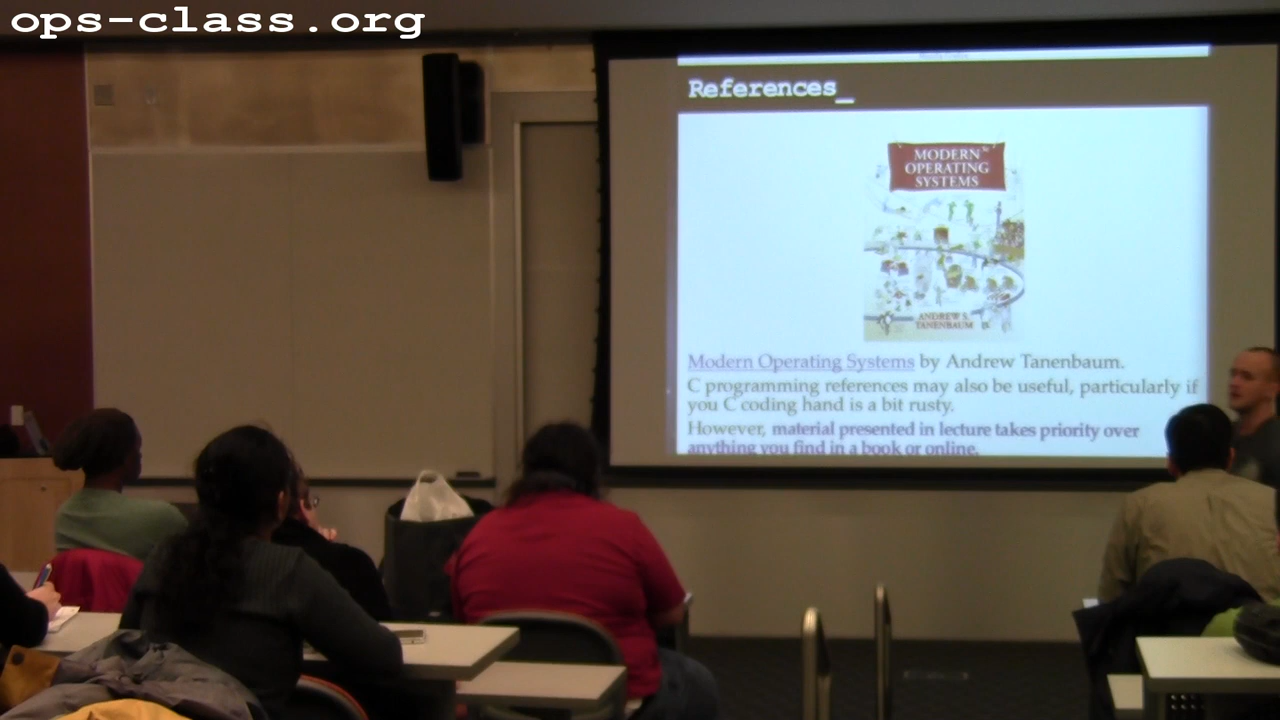 ops-class.org
References_
MODERN
OPERATING
SYSTEMS
ANDREW S.
TANENBAUM
Modern Operating Systems by Andrew Tanenbaum.
C programming references may also be useful, particularly if
you C coding hand is a bit rusty.
However, material presented in lecture takes priority over
anything you find in a book or online.